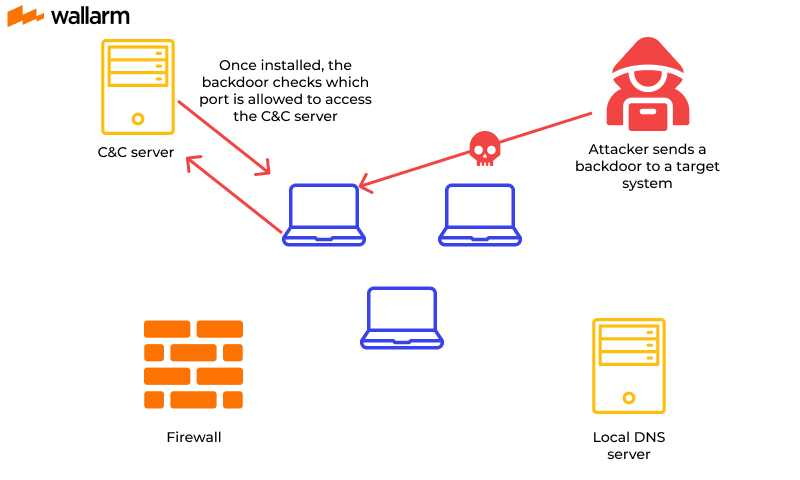 wallarm
Once installed, the
backdoor checks which
port is allowed to access
the C&C server
C&C server
Attacker sends a
backdoor to a target
system
Firewall
Local DNS
server